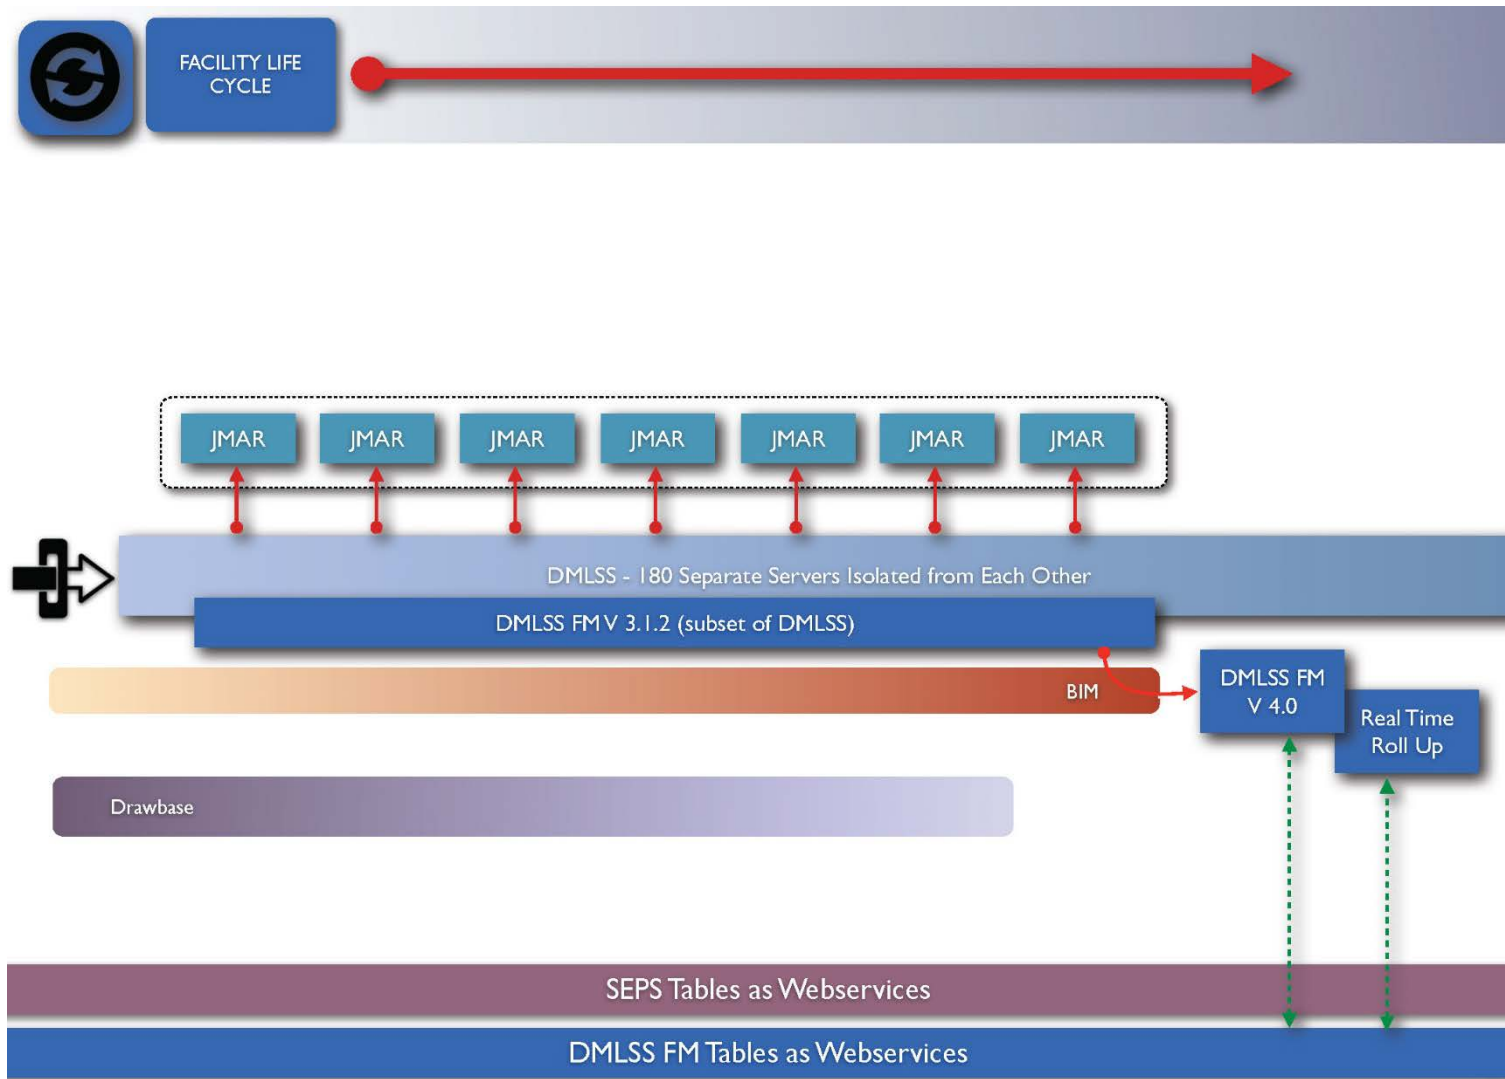 FACILITY LIFE
CYCLE
JMAR
JMAR
JMAR
JMAR
JMAR
JMAR
JMAR
DMLSS - 180 Separate Servers Isolated from Each Other
DMLSS FM V 3.1.2 (subset of DMLSS)
BIM
DMLSS FM
V 4.0
Real Time
Roll Up
Drawbase
SEPS Tables as Webservices
DMLSS FM Tables as Webservices